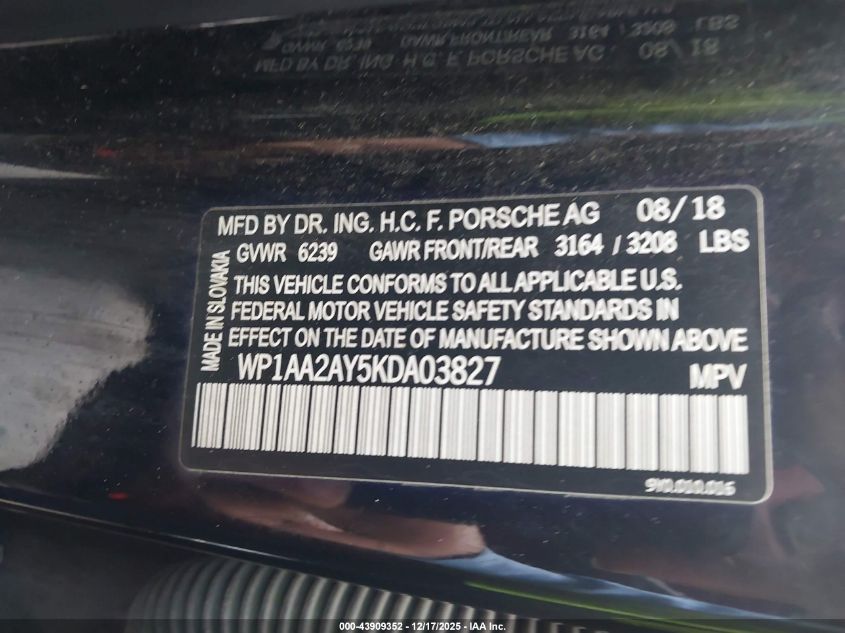 MFD BY DR. ING. H.C. F. PORSCHE AG 08/18
GVWR 6239 GAWR FRONT/REAR 3164 / 3208 LBS
MADE IN SLOVAKIA
THIS VEHICLE CONFORMS TO ALL APPLICABLE U.S.
FEDERAL MOTOR VEHICLE SAFETY STANDARDS IN
EFFECT ON THE DATE OF MANUFACTURE SHOWN ABOVE
WP1AA2AY5KDA03827 MPV
9Y0.010.016
000-43909352 - 12/17/2025 - IAA Inc.